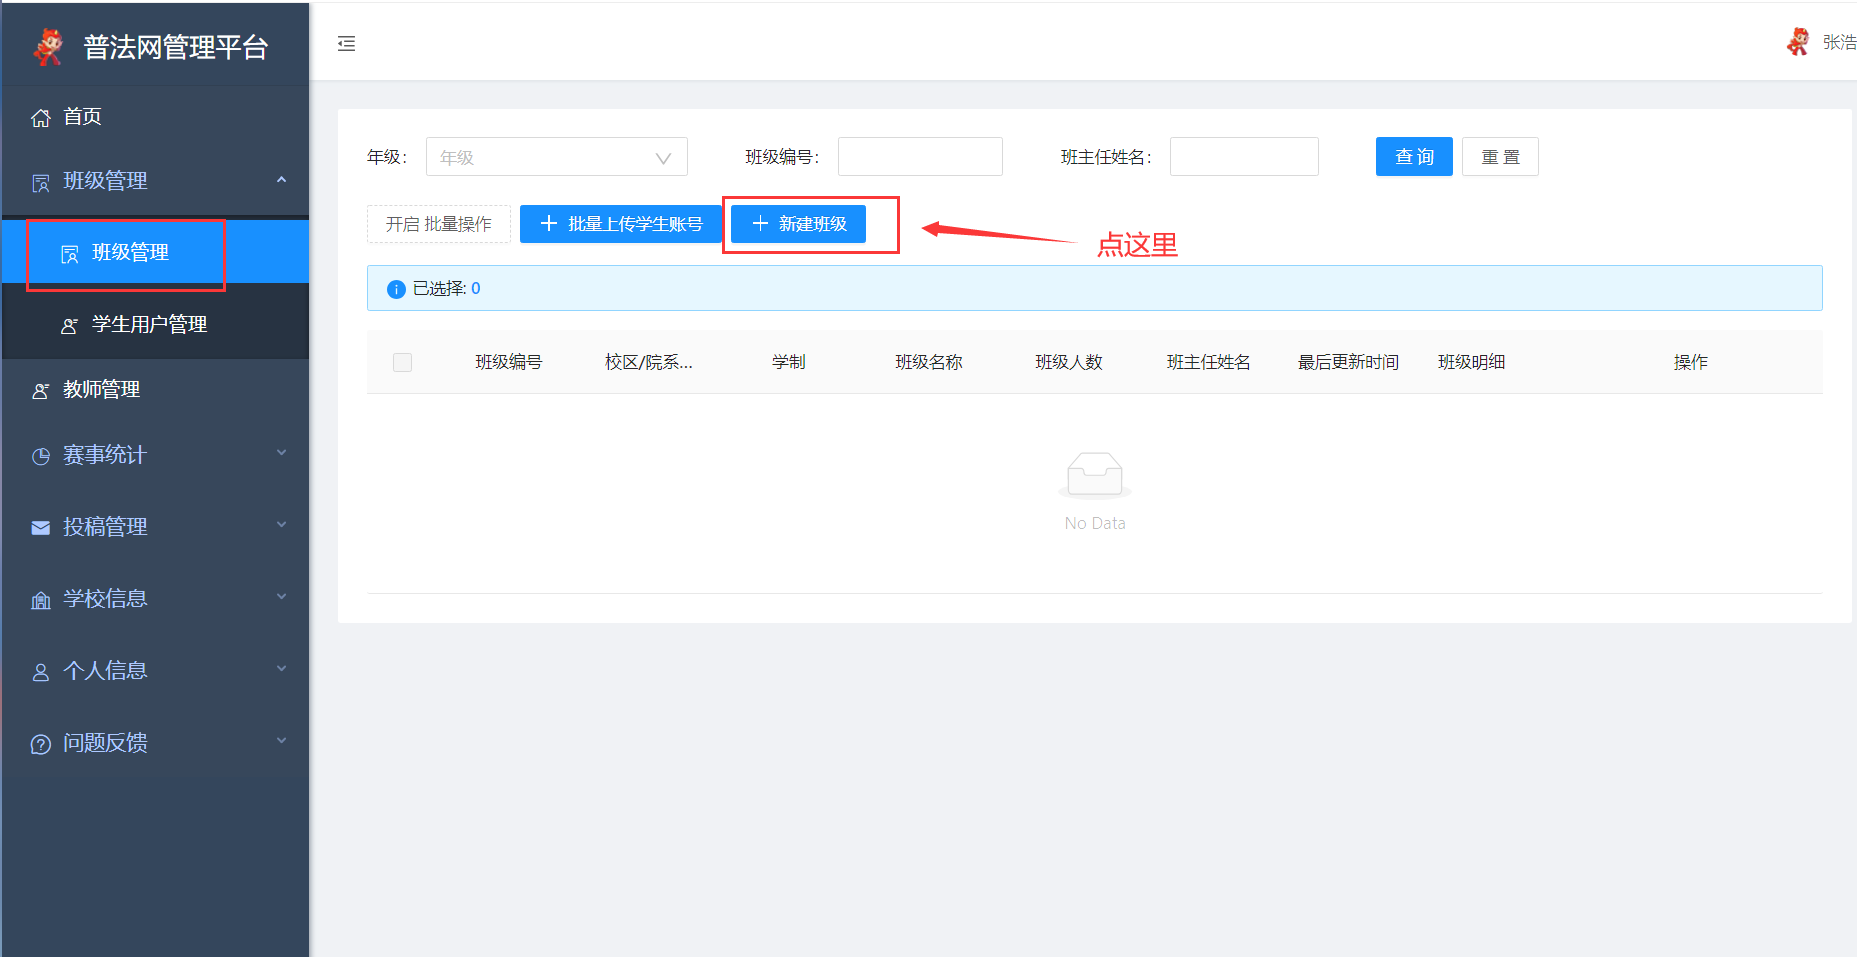 普法网管理平台
张浩
首页
班级管理
班级管理
学生用户管理
教师管理
赛事统计
投稿管理
学校信息
个人信息
问题反馈
年级: 年级 班级编号: 班主任姓名: 查 询 重 置
开启 批量操作 批量上传学生账号 新建班级
点这里
已选择: 0
班级编号 校区/院系... 学制 班级名称 班级人数 班主任姓名 最后更新时间 班级明细 操作
No Data